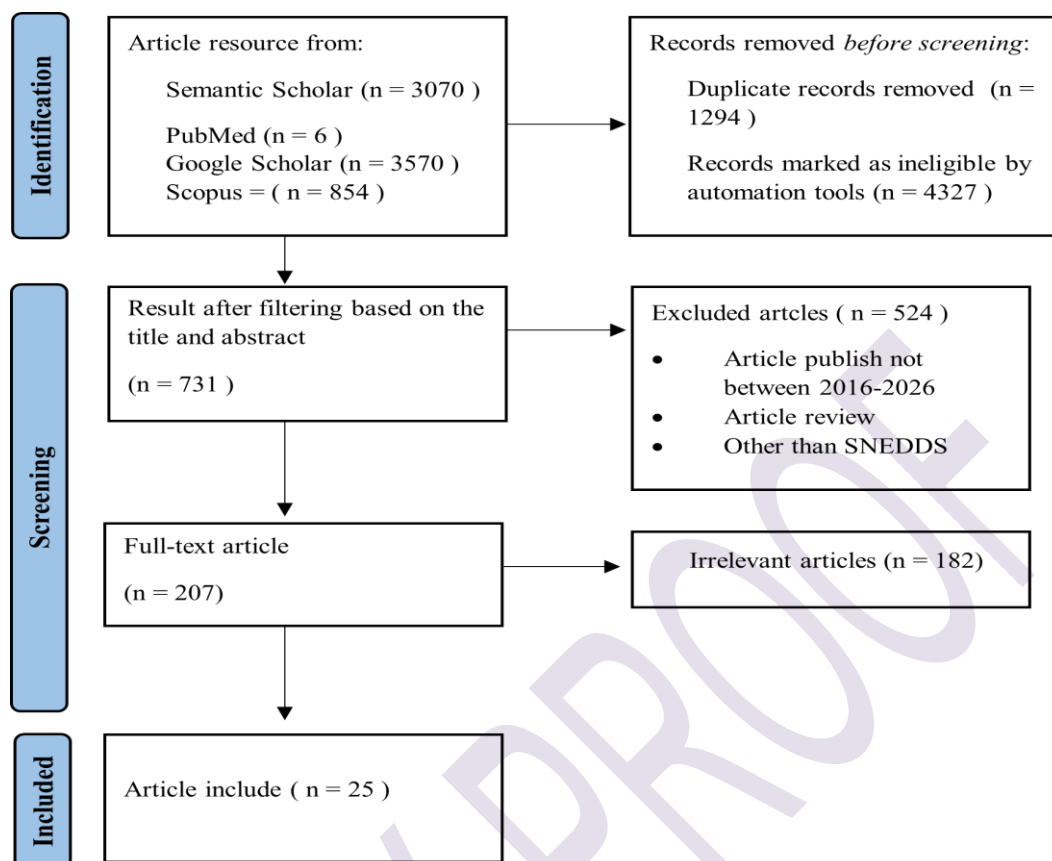 Identification
Article resource from:
Semantic Scholar (n = 3070 )
PubMed (n = 6 )
Google Scholar (n = 3570 )
Scopus = ( n = 854 )
Records removed before screening:
Duplicate records removed (n =
1294 )
Records marked as ineligible by
automation tools (n = 4327 )
Screening
Result after filtering based on the
title and abstract
(n = 731 )
Excluded artcles ( n = 524 )
• Article publish not
between 2016-2026
• Article review
• Other than SNEDDS
Full-text article
(n = 207)
Irrelevant articles (n = 182)
Included
Article include ( n = 25 )
PROOF